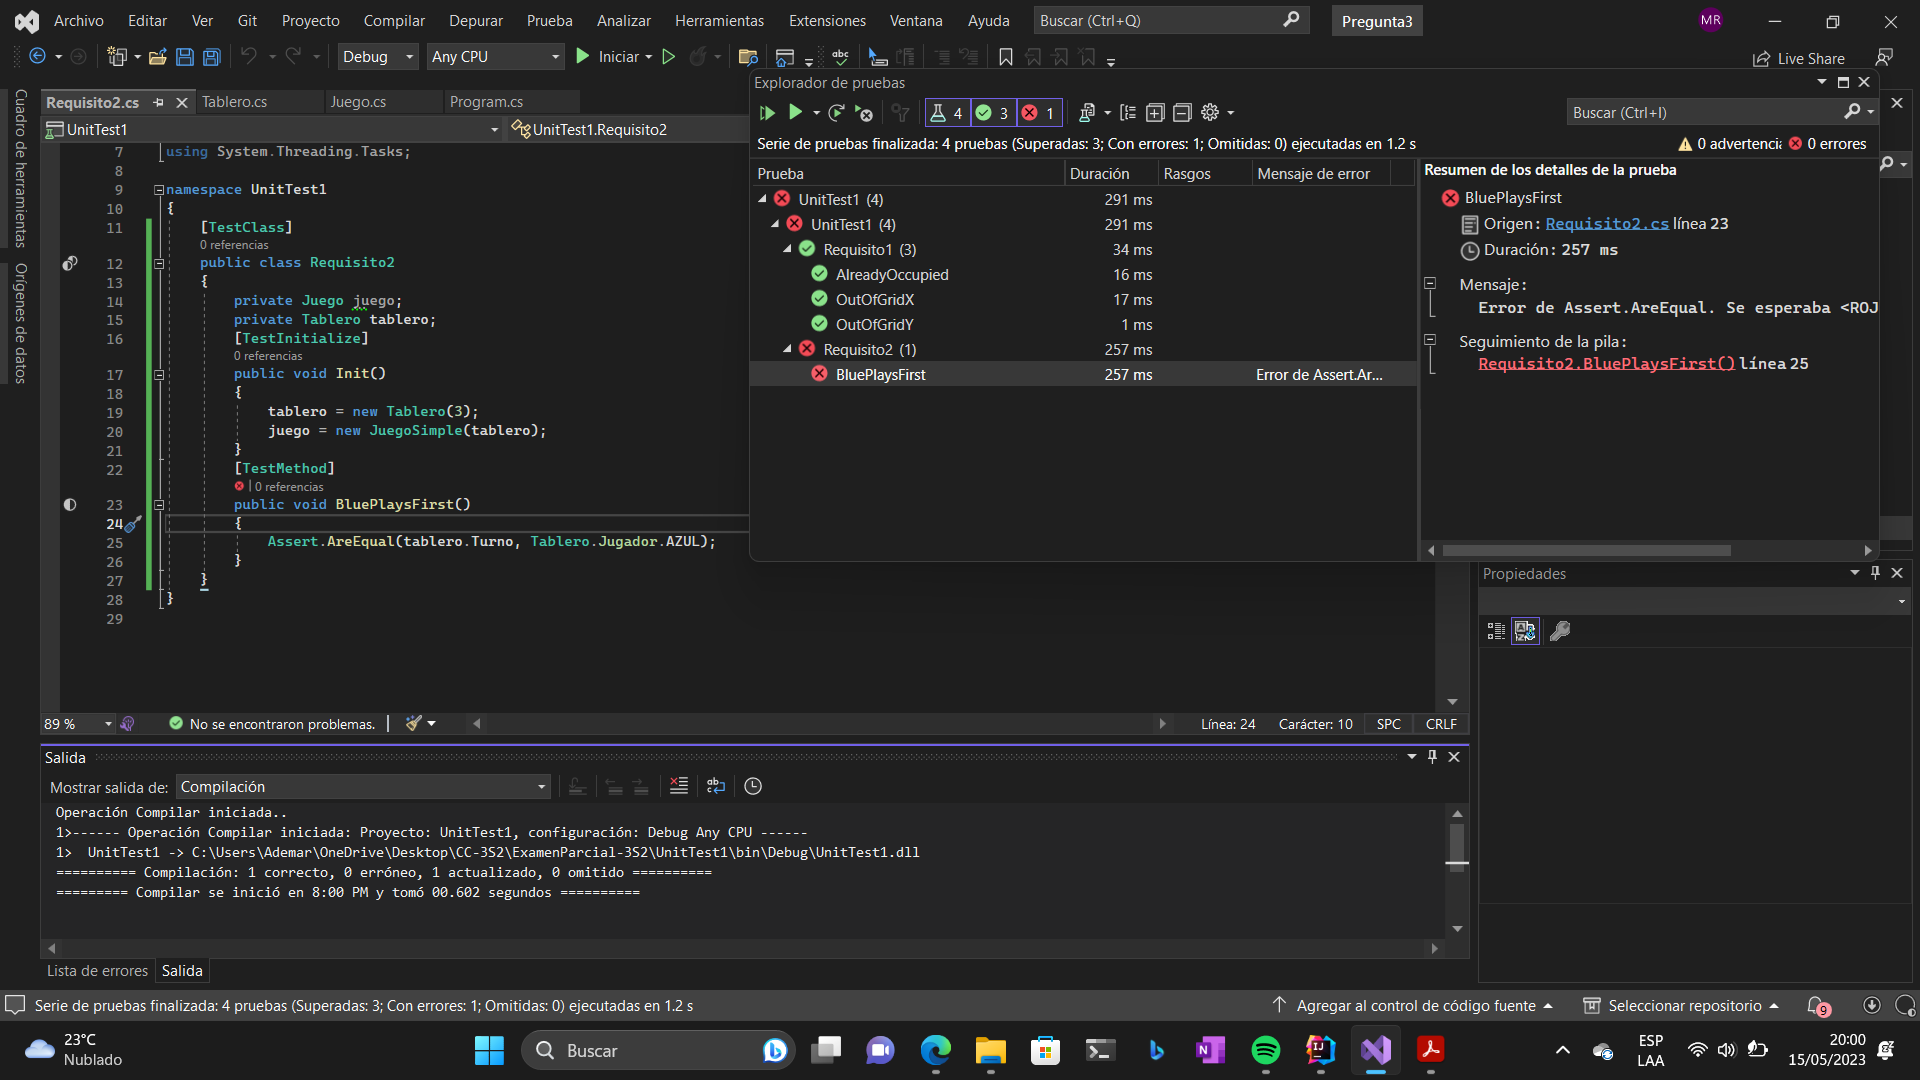 Archivo Editar Ver Git Proyecto Compilar Depurar Prueba Analizar Herramientas Extensiones Ventana Ayuda Buscar (Ctrl+Q) Pregunta3 MR
Debug Any CPU Iniciar Live Share
Cuadro de herramientas
Orígenes de datos
Requisito2.cs Tablero.cs Juego.cs Program.cs
UnitTest1 UnitTest1.Requisito2
7 using System.Threading.Tasks;
8
9 namespace UnitTest1
10 {
11 [TestClass]
0 referencias
12 public class Requisito2
13 {
14 private Juego juego;
15 private Tablero tablero;
16 [TestInitialize]
0 referencias
17 public void Init()
18 {
19 tablero = new Tablero(3);
20 juego = new JuegoSimple(tablero);
21 }
22 [TestMethod]
| 0 referencias
23 public void BluePlaysFirst()
24 {
25 Assert.AreEqual(tablero.Turno, Tablero.Jugador.AZUL);
26 }
27 }
28 }
29
89 % No se encontraron problemas. Línea: 24 Carácter: 10 SPC CRLF
Explorador de pruebas
4 3 1 Buscar (Ctrl+I)
Serie de pruebas finalizada: 4 pruebas (Superadas: 3; Con errores: 1; Omitidas: 0) ejecutadas en 1.2 s 0 advertencia 0 errores
Prueba Duración Rasgos Mensaje de error
UnitTest1 (4) 291 ms
UnitTest1 (4) 291 ms
Requisito1 (3) 34 ms
AlreadyOccupied 16 ms
OutOfGridX 17 ms
OutOfGridY 1 ms
Requisito2 (1) 257 ms
BluePlaysFirst 257 ms Error de Assert.Ar...
Resumen de los detalles de la prueba
BluePlaysFirst
Origen: Requisito2.cs línea 23
Duración: 257 ms
Mensaje:
Error de Assert.AreEqual. Se esperaba <ROJ
Seguimiento de la pila:
Requisito2.BluePlaysFirst() línea 25
Propiedades
Salida
Mostrar salida de: Compilación
Operación Compilar iniciada..
1>------ Operación Compilar iniciada: Proyecto: UnitTest1, configuración: Debug Any CPU ------
1> UnitTest1 -> C:\Users\Ademar\OneDrive\Desktop\CC-3S2\ExamenParcial-3S2\UnitTest1\bin\Debug\UnitTest1.dll
========== Compilación: 1 correcto, 0 erróneo, 1 actualizado, 0 omitido ==========
========= Compilar se inició en 8:00 PM y tomó 00.602 segundos ==========
Lista de errores Salida
Serie de pruebas finalizada: 4 pruebas (Superadas: 3; Con errores: 1; Omitidas: 0) ejecutadas en 1.2 s Agregar al control de código fuente Seleccionar repositorio 9
23°C
Nublado
Buscar
ESP
LAA
20:00
15/05/2023